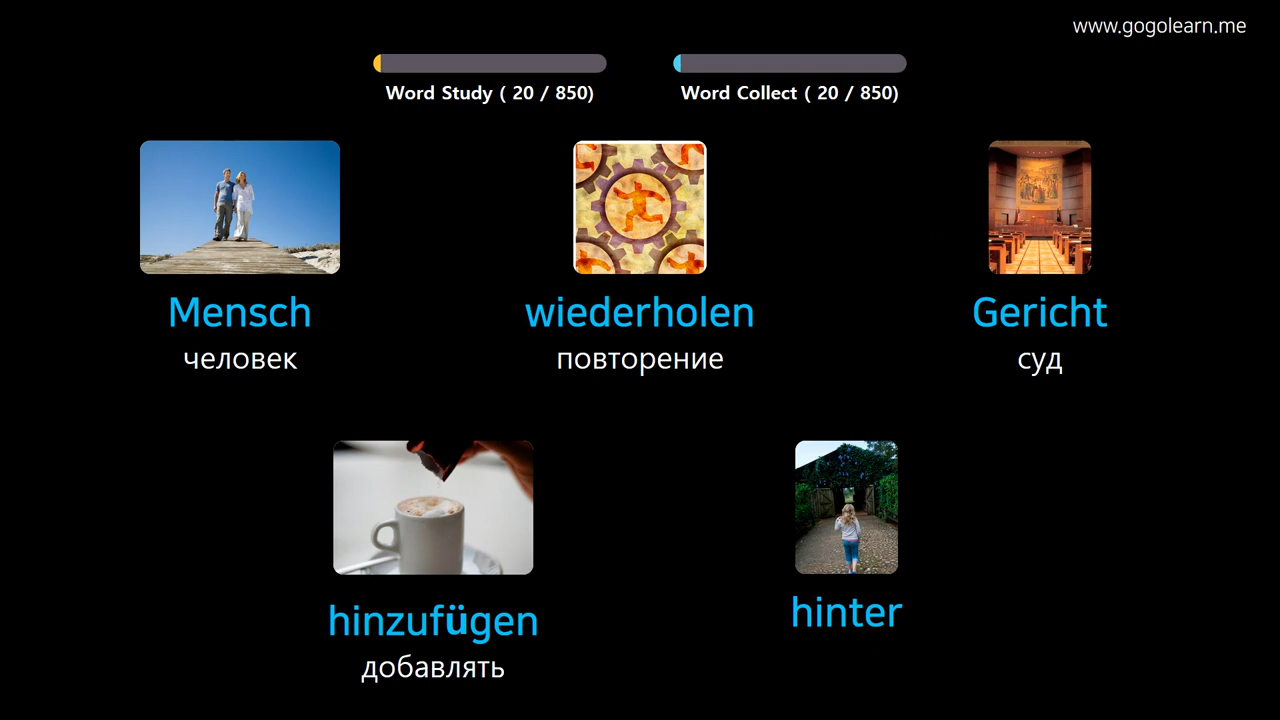 www.gogolearn.me
Word Study ( 20 / 850)
Word Collect ( 20 / 850)
Mensch
человек
wiederholen
повторение
Gericht
суд
hinzufügen
добавлять
hinter